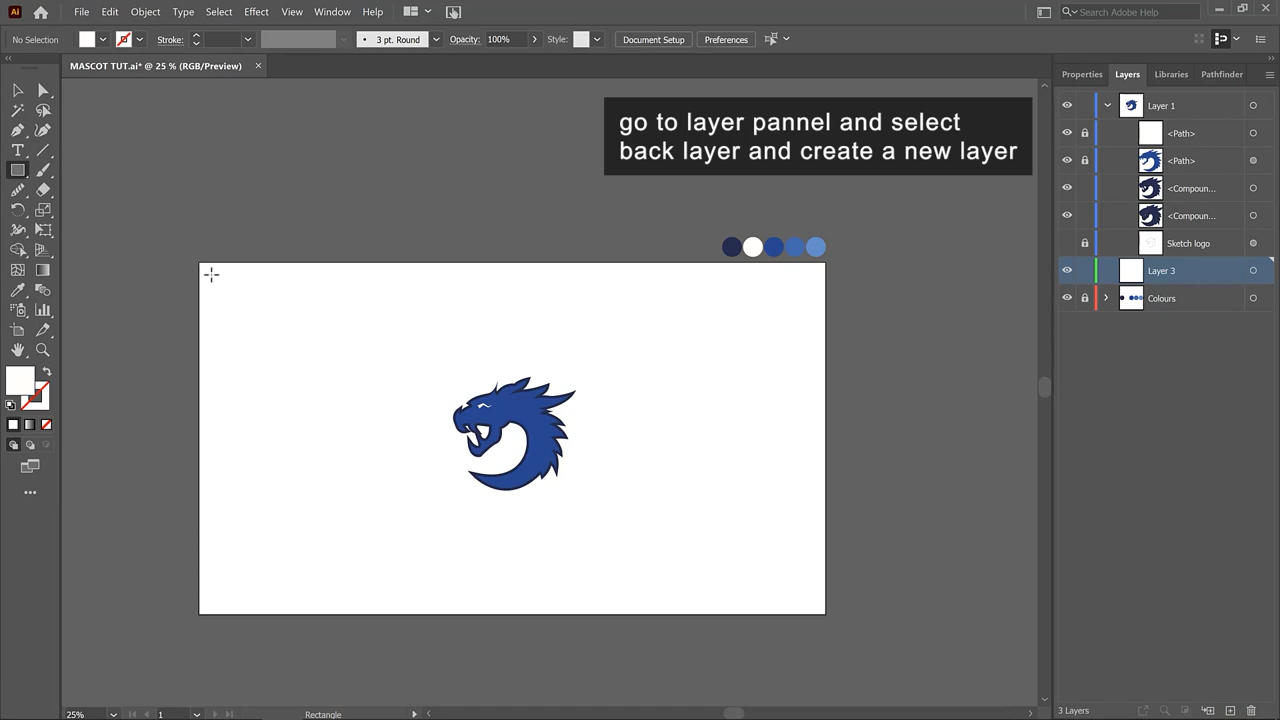 Ai File Edit Object Type Select Effect View Window Help Search Adobe Help
No Selection Stroke: 3 pt. Round Opacity: 100% Style: Document Setup Preferences
MASCOT TUT.ai* @ 25 % (RGB/Preview) ×
Properties Layers Libraries Pathfinder
go to layer pannel and select
back layer and create a new layer
Layer 1
<Path>
<Path>
<Compoun...
<Compoun...
Sketch logo
Layer 3
Colours
25% 1 Rectangle 3 Layers